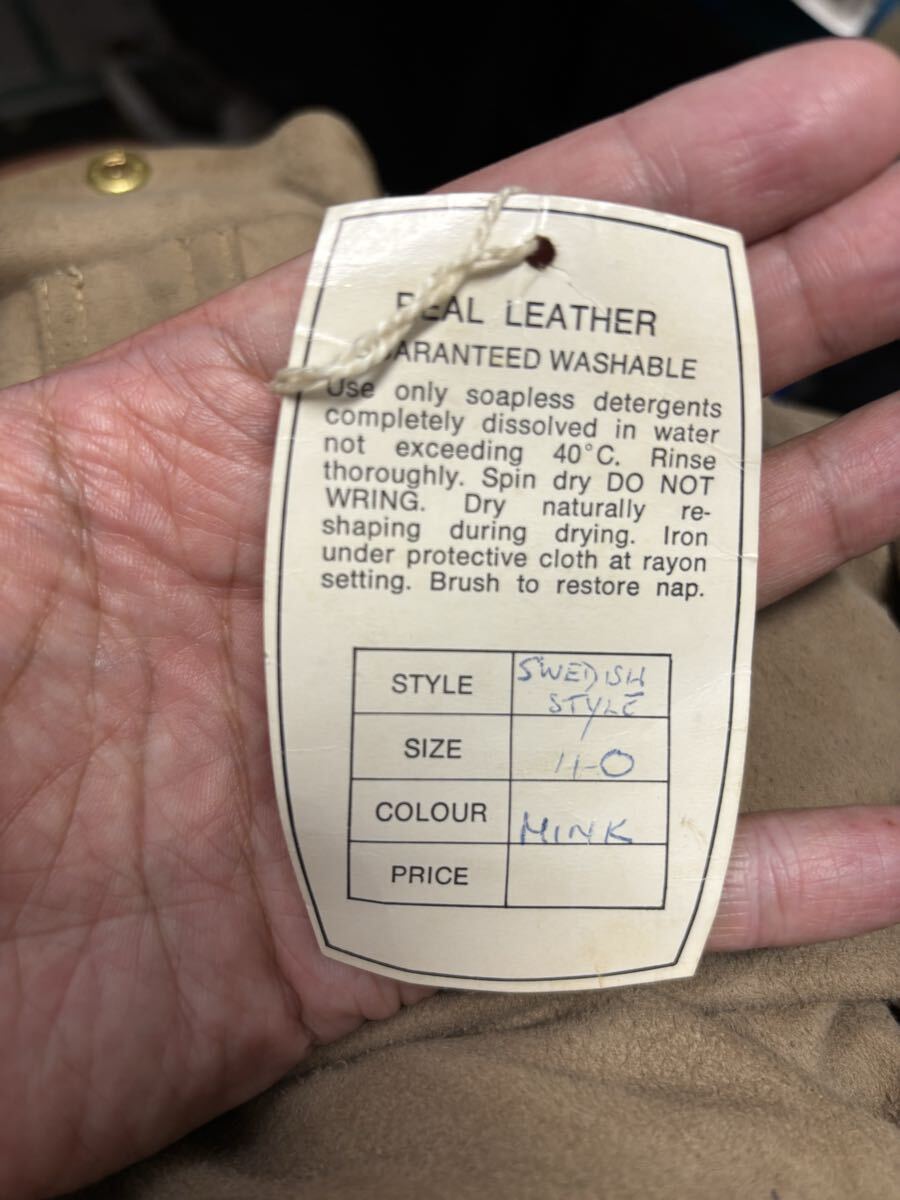 REAL LEATHER
GUARANTEED WASHABLE
Use only soapless detergents
completely dissolved in water
not exceeding 40°C. Rinse
thoroughly. Spin dry DO NOT
WRING. Dry naturally re-
shaping during drying. Iron
under protective cloth at rayon
setting. Brush to restore nap.
STYLE SWEDISH
STYLE
SIZE 11-0
COLOUR MINK
PRICE